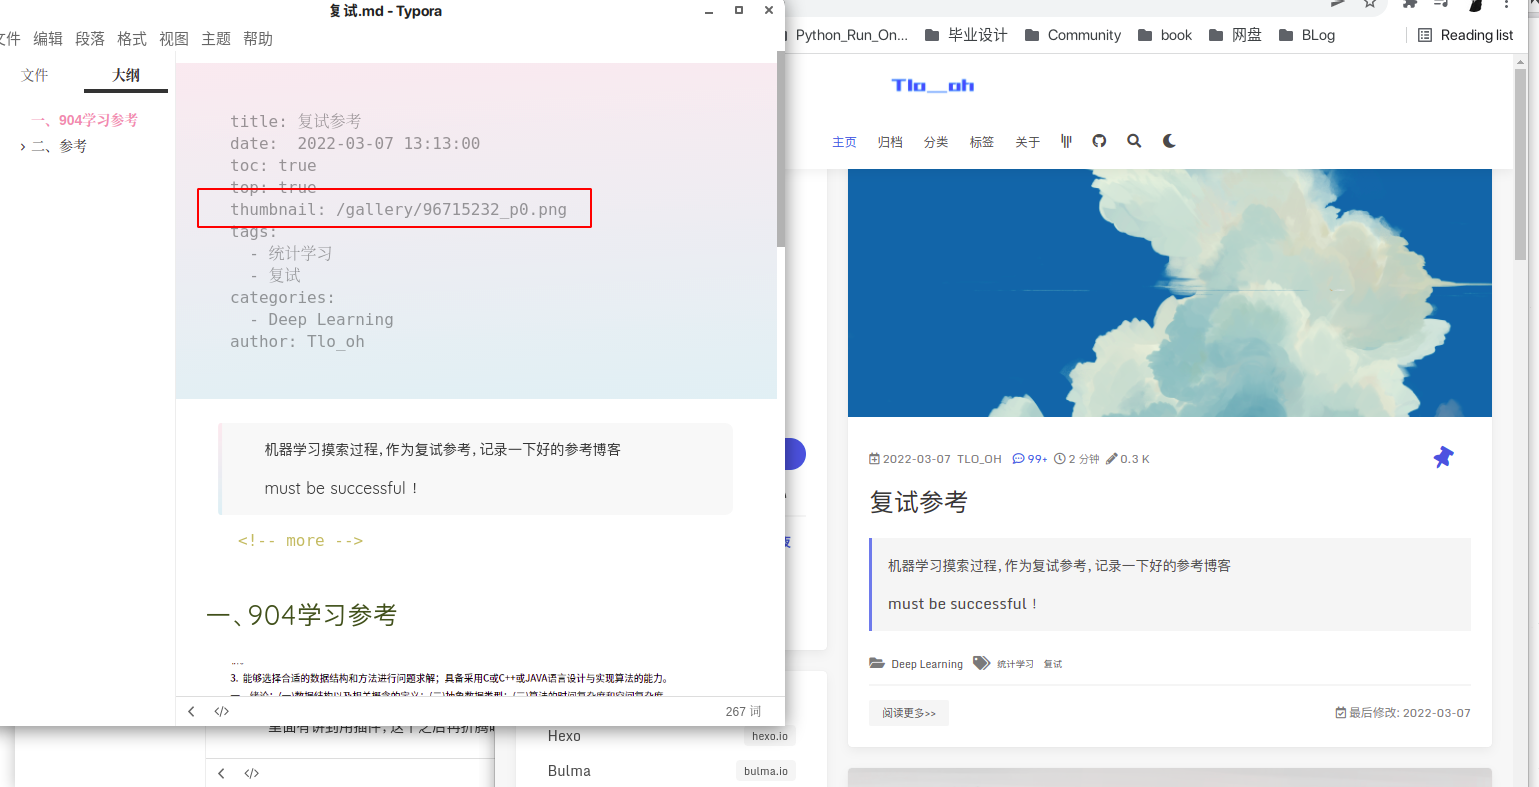 复试.md - Typora
文件 编辑 段落 格式 视图 主题 帮助
文件 大纲
一、904学习参考
二、参考
title: 复试参考
date:  2022-03-07 13:13:00
toc: true
top: true
thumbnail: /gallery/96715232_p0.png
tags:
- 统计学习
- 复试
categories:
- Deep Learning
author: Tlo_oh
机器学习摸索过程,作为复试参考,记录一下好的参考博客
must be successful！
<!-- more -->
一、904学习参考
3. 能够选择合适的数据结构和方法进行问题求解；具备采用C或C++或JAVA语言设计与实现算法的能力。
267 词
Hexo hexo.io
Bulma bulma.io
Python_Run_On... 毕业设计 Community book 网盘 BLog Reading list
Tlo_oh
主页 归档 分类 标签 关于
2022-03-07 TLO_OH 99+ 2 分钟 0.3 K
复试参考
机器学习摸索过程,作为复试参考,记录一下好的参考博客
must be successful！
Deep Learning 统计学习 复试
阅读更多>> 最后修改: 2022-03-07